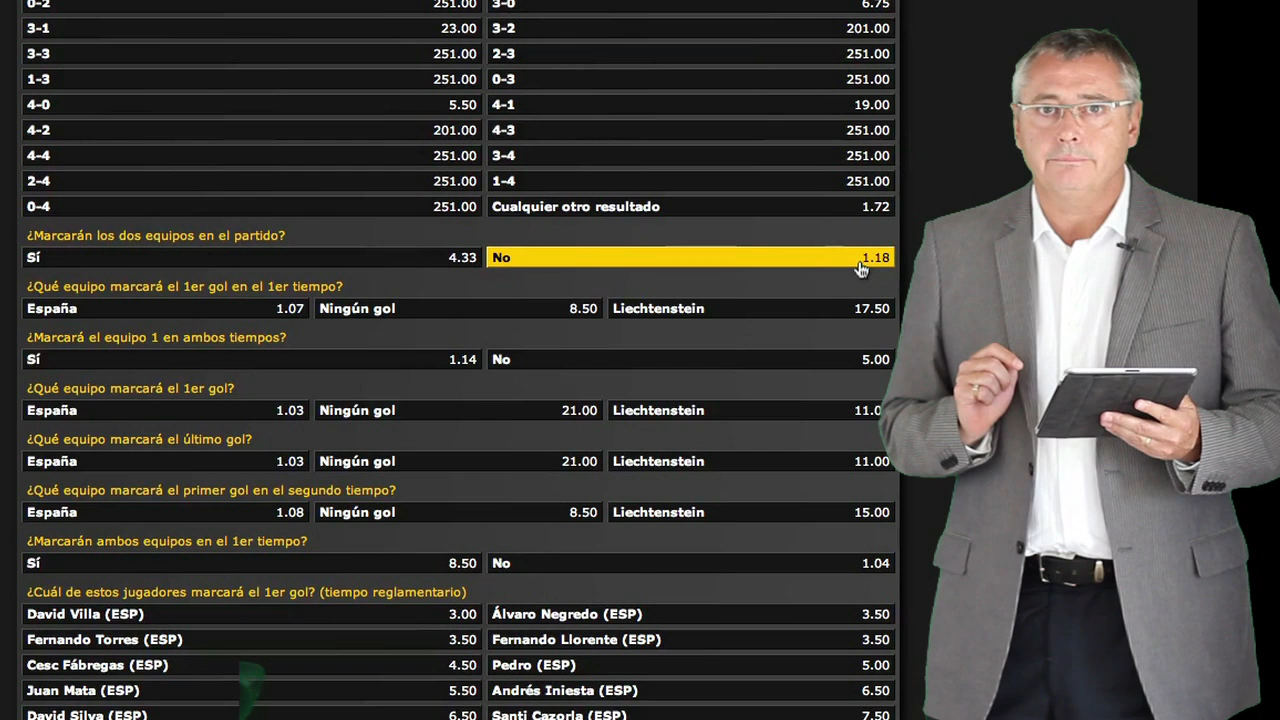 0-2 251.00 3-0 6.75
3-1 23.00 3-2 201.00
3-3 251.00 2-3 251.00
1-3 251.00 0-3 251.00
4-0 5.50 4-1 19.00
4-2 201.00 4-3 251.00
4-4 251.00 3-4 251.00
2-4 251.00 1-4 251.00
0-4 251.00 Cualquier otro resultado 1.72
¿Marcarán los dos equipos en el partido?
Sí 4.33 No 1.18
¿Qué equipo marcará el 1er gol en el 1er tiempo?
España 1.07 Ningún gol 8.50 Liechtenstein 17.50
¿Marcará el equipo 1 en ambos tiempos?
Sí 1.14 No 5.00
¿Qué equipo marcará el 1er gol?
España 1.03 Ningún gol 21.00 Liechtenstein 11.00
¿Qué equipo marcará el último gol?
España 1.03 Ningún gol 21.00 Liechtenstein 11.00
¿Qué equipo marcará el primer gol en el segundo tiempo?
España 1.08 Ningún gol 8.50 Liechtenstein 15.00
¿Marcarán ambos equipos en el 1er tiempo?
Sí 8.50 No 1.04
¿Cuál de estos jugadores marcará el 1er gol? (tiempo reglamentario)
David Villa (ESP) 3.00 Álvaro Negredo (ESP) 3.50
Fernando Torres (ESP) 3.50 Fernando Llorente (ESP) 3.50
Cesc Fábregas (ESP) 4.50 Pedro (ESP) 5.00
Juan Mata (ESP) 5.50 Andrés Iniesta (ESP) 6.50
David Silva (ESP) 6.50 Santi Cazorla (ESP) 7.50